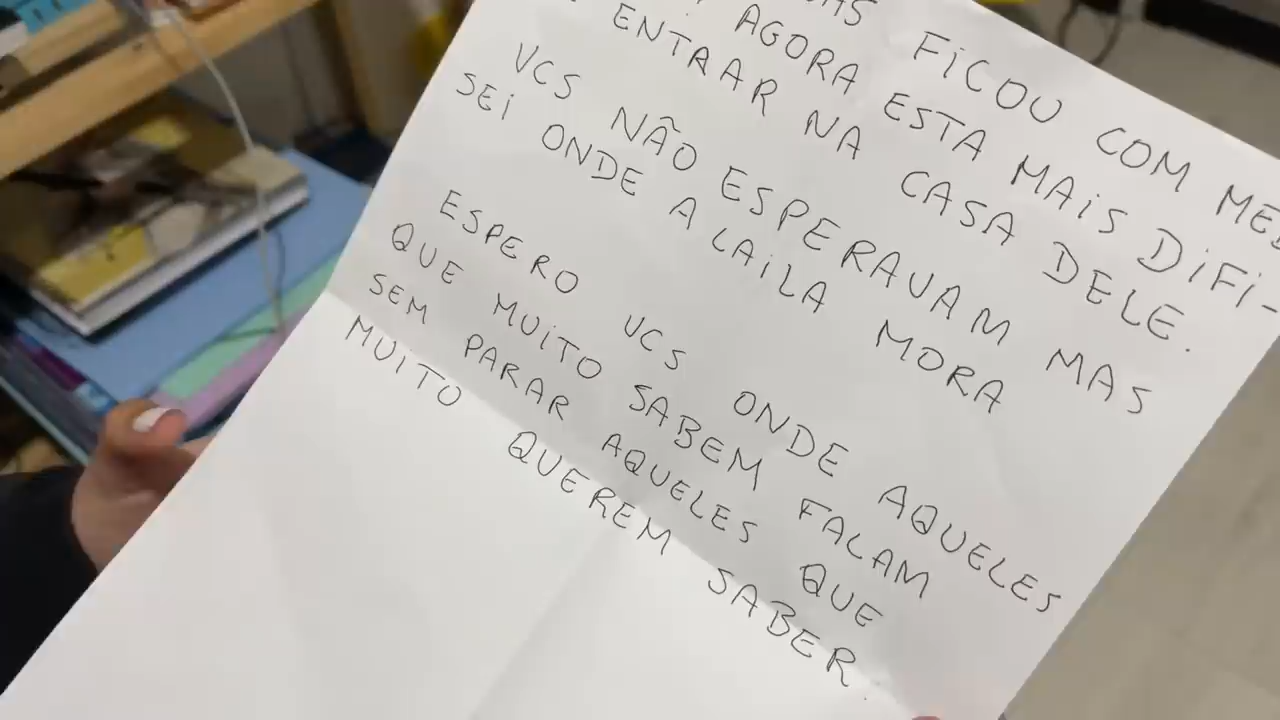 FICOU COM
AGORA ESTA MAIS DIFI-
ENTRAR NA CASA DELE.
VCS NÃO ESPERAVAM MAS
SEI ONDE A LAILA MORA
ESPERO VCS ONDE AQUELES
QUE MUITO SABEM FALAM
SEM PARAR AQUELES QUE
MUITO QUEREM SABER.